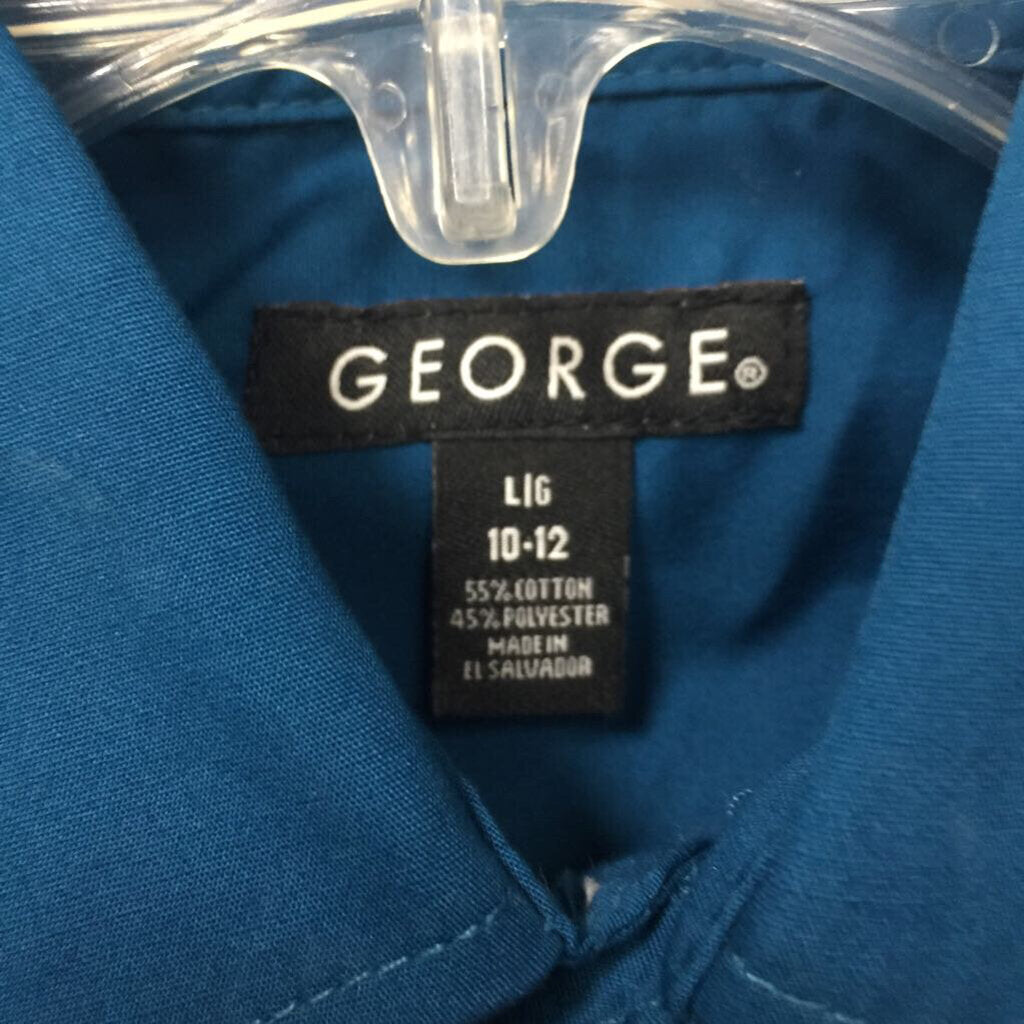 GEORGE®
L|G
10-12
55% COTTON
45% POLYESTER
MADE IN
EL SALVADOR